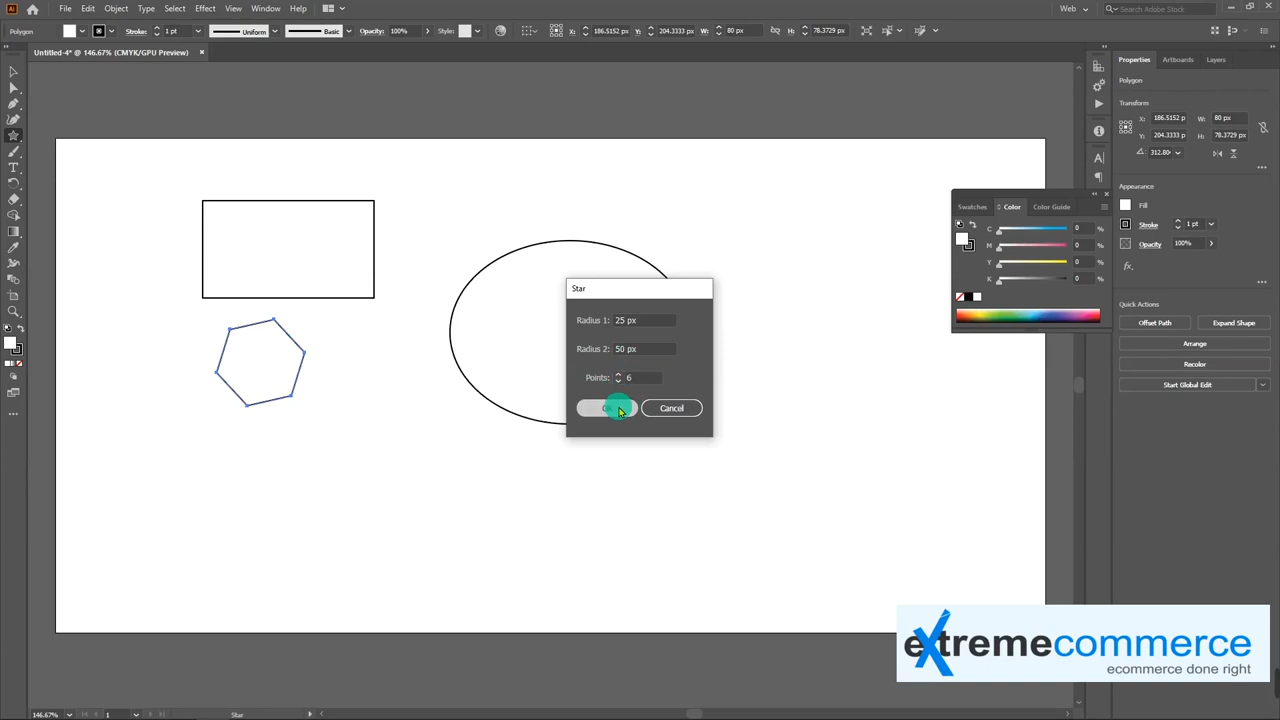 Ai File Edit Object Type Select Effect View Window Help Web Search Adobe Stock
Polygon Stroke: 1 pt Uniform Basic Opacity: 100% Style: X: 186.5152 px Y: 204.3333 px W: 80 px H: 78.3729 px
Untitled-4* @ 146.67% (CMYK/GPU Preview) ×
Properties Artboards Layers
Polygon
Transform
X: 186.5152 p W: 80 px
Y: 204.3333 p H: 78.3729 px
312.80
Appearance
Fill
Stroke 1 pt
Opacity 100%
fx.
Quick Actions
Offset Path Expand Shape
Arrange
Recolor
Start Global Edit
Swatches Color Color Guide
C 0 %
M 0 %
Y 0 %
K 0 %
Star
Radius 1: 25 px
Radius 2: 50 px
Points: 6
Cancel
extremecommerce
ecommerce done right
146.67% 1 Star